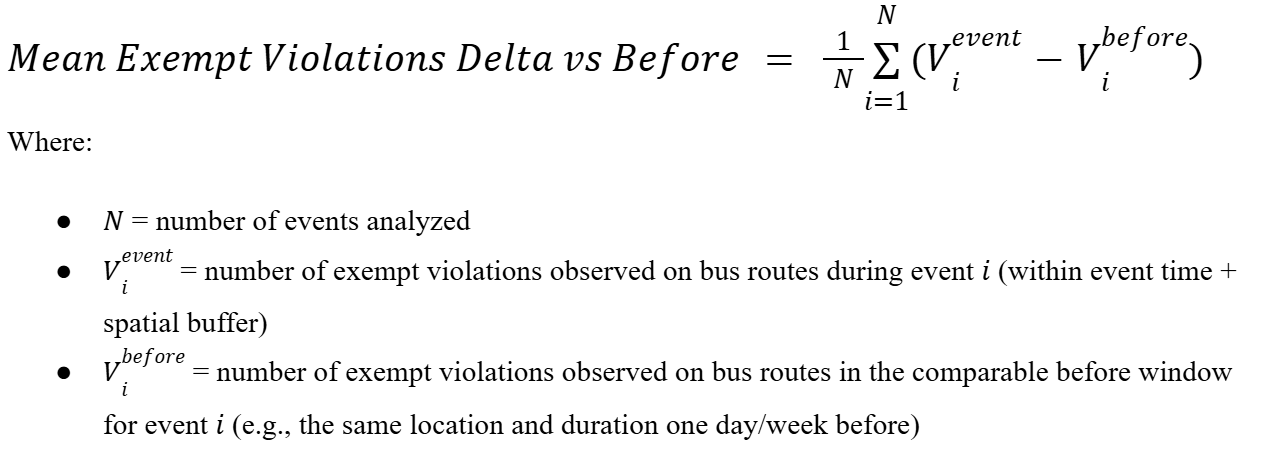 Mean Exempt Violations Delta vs Before = 1/N ∑_{i=1}^{N} (V_i^{event} − V_i^{before})
Where:
● N = number of events analyzed
● V_i^{event} = number of exempt violations observed on bus routes during event i (within event time +
spatial buffer)
● V_i^{before} = number of exempt violations observed on bus routes in the comparable before window
for event i (e.g., the same location and duration one day/week before)